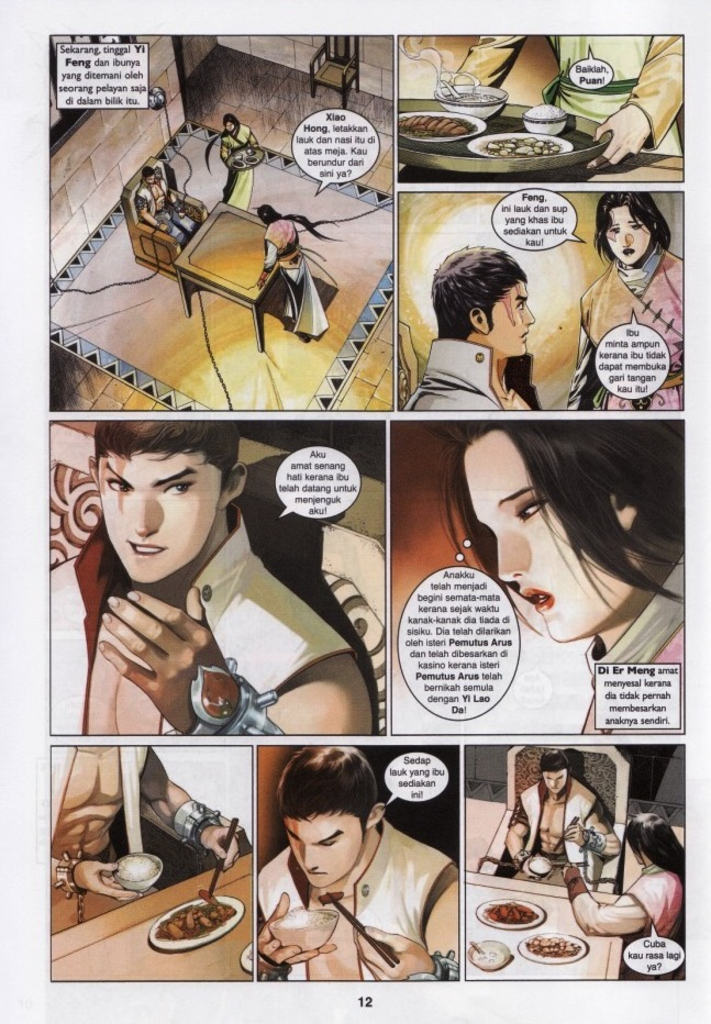 Sekarang, tinggal Yi
Feng dan ibunya
yang ditemani oleh
seorang pelayan saja
di dalam bilik itu.
Xiao
Hong, letakkan
lauk dan nasi itu di
atas meja. Kau
berundur dari
sini ya?
Baiklah,
Puan!
Feng,
ini lauk dan sup
yang khas ibu
sediakan untuk
kau!
Ibu
minta ampun
kerana ibu tidak
dapat membuka
gari tangan
kau itu!
Aku
amat senang
hati kerana ibu
telah datang untuk
menjenguk
aku!
Anakku
telah menjadi
begini semata-mata
kerana sejak waktu
kanak-kanak dia tiada di
sisiku. Dia telah dilarikan
oleh isteri Pemutus Arus
dan telah dibesarkan di
kasino kerana isteri
Pemutus Arus telah
bernikah semula
dengan Yi Lao
Da!
Di Er Meng amat
menyesal kerana
dia tidak pernah
membesarkan
anaknya sendiri.
Sedap
lauk yang ibu
sediakan
ini!
Cuba
kau rasa lagi
ya?
12